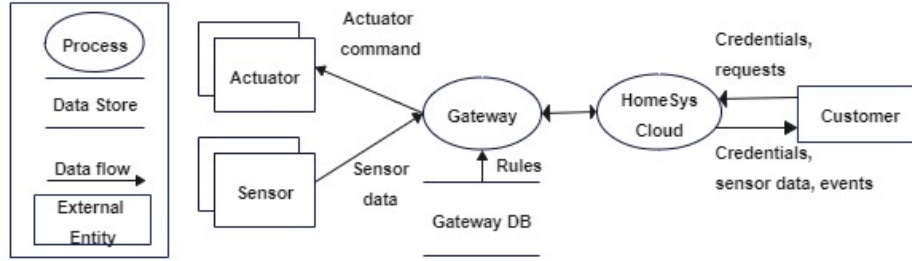 Process
Data Store
Data flow
External
Entity
Actuator
Sensor
Actuator
command
Sensor
data
Gateway
Rules
Gateway DB
HomeSys
Cloud
Credentials,
requests
Customer
Credentials,
sensor data, events